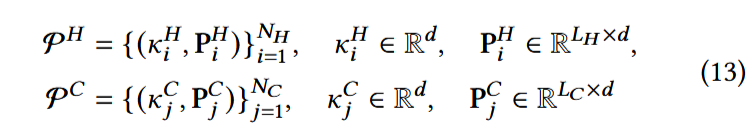 𝒫^H = {(κ_i^H, 𝐏_i^H)}_{i=1}^{N_H}, κ_i^H ∈ ℝ^d, 𝐏_i^H ∈ ℝ^{L_H×d},
𝒫^C = {(κ_j^C, 𝐏_j^C)}_{j=1}^{N_C}, κ_j^C ∈ ℝ^d, 𝐏_j^C ∈ ℝ^{L_C×d} (13)